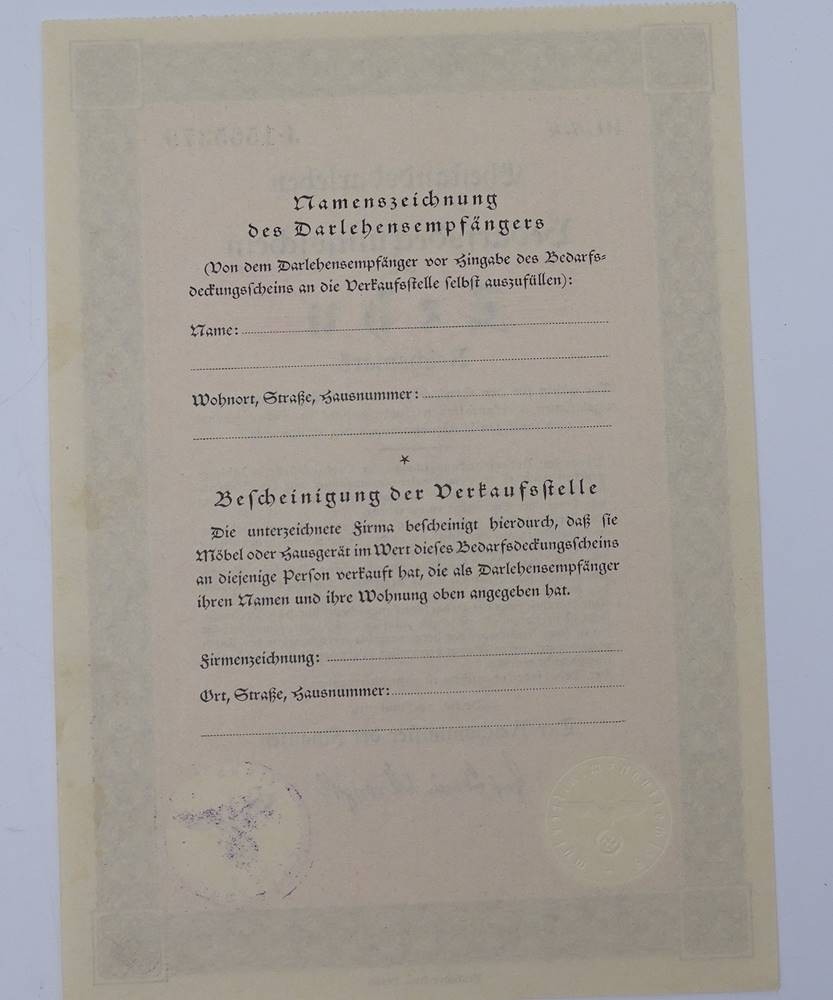 Namenszeichnung
des Darlehensempfängers
(Von dem Darlehensempfänger vor Hingabe des Bedarfs=
deckungsscheins an die Verkaufsstelle selbst auszufüllen):
Name:
Wohnort, Straße, Hausnummer:
*
Bescheinigung der Verkaufsstelle
Die unterzeichnete Firma bescheinigt hierdurch, daß sie
Möbel oder Hausgerät im Wert dieses Bedarfsdeckungsscheins
an diejenige Person verkauft hat, die als Darlehensempfänger
ihren Namen und ihre Wohnung oben angegeben hat.
Firmenzeichnung:
Ort, Straße, Hausnummer: